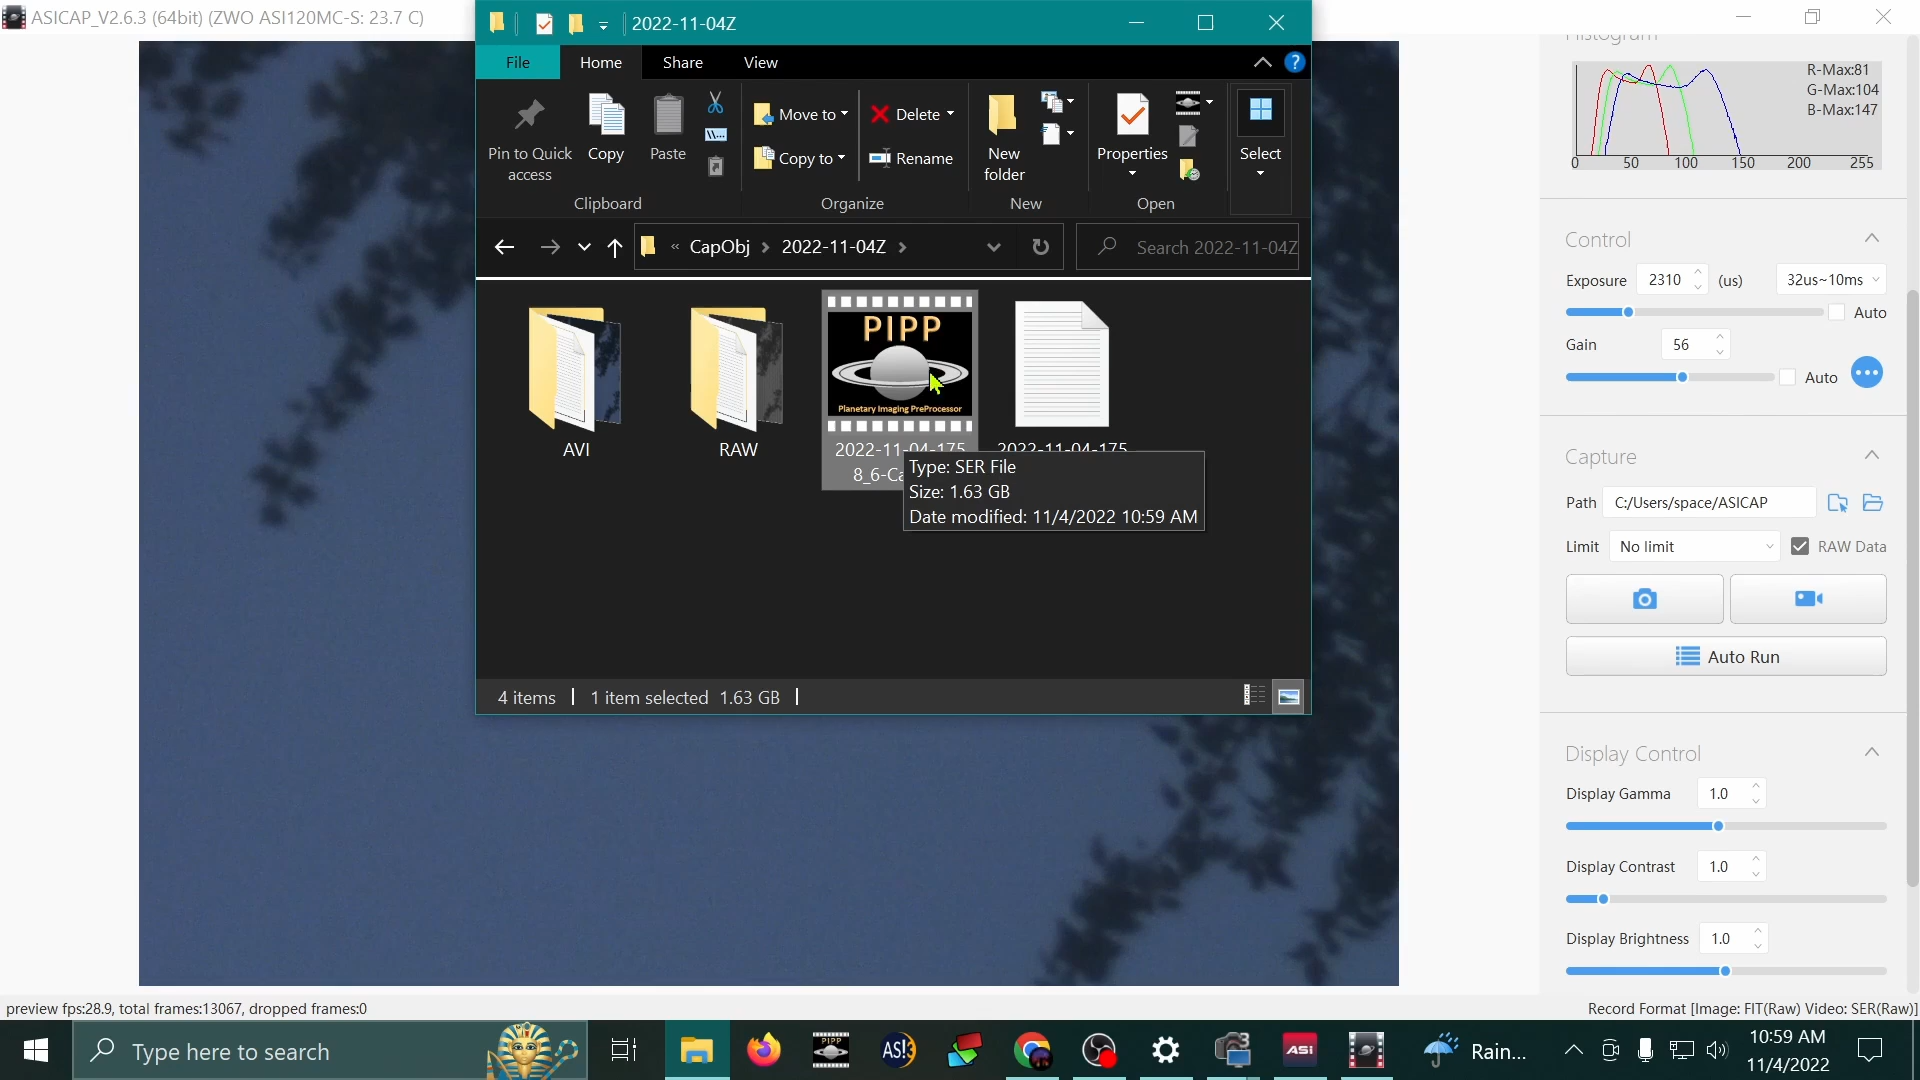 ASICAP_V2.6.3 (64bit) (ZWO ASI120MC-S: 23.7 C)
2022-11-04Z
File
Home
Share
View
Pin to Quick
access
Copy
Paste
Move to
Copy to
Delete
Rename
New
folder
Properties
Select
Clipboard
Organize
New
Open
« CapObj > 2022-11-04Z >
Search 2022-11-04Z
AVI
RAW
PIPP
Planetary Imaging PreProcessor
2022-11-04-175
8_6-Ca
2022-11-04-175
Type: SER File
Size: 1.63 GB
Date modified: 11/4/2022 10:59 AM
4 items
1 item selected 1.63 GB
Histogram
R-Max:81
G-Max:104
B-Max:147
0 50 100 150 200 255
Control
Exposure 2310 (us) 32us~10ms
Auto
Gain 56
Auto
Capture
Path C:/Users/space/ASICAP
Limit No limit RAW Data
Auto Run
Display Control
Display Gamma 1.0
Display Contrast 1.0
Display Brightness 1.0
preview fps:28.9, total frames:13067, dropped frames:0
Record Format [Image: FIT(Raw) Video: SER(Raw)]
Type here to search
AS!3
ASI
Rain...
10:59 AM
11/4/2022